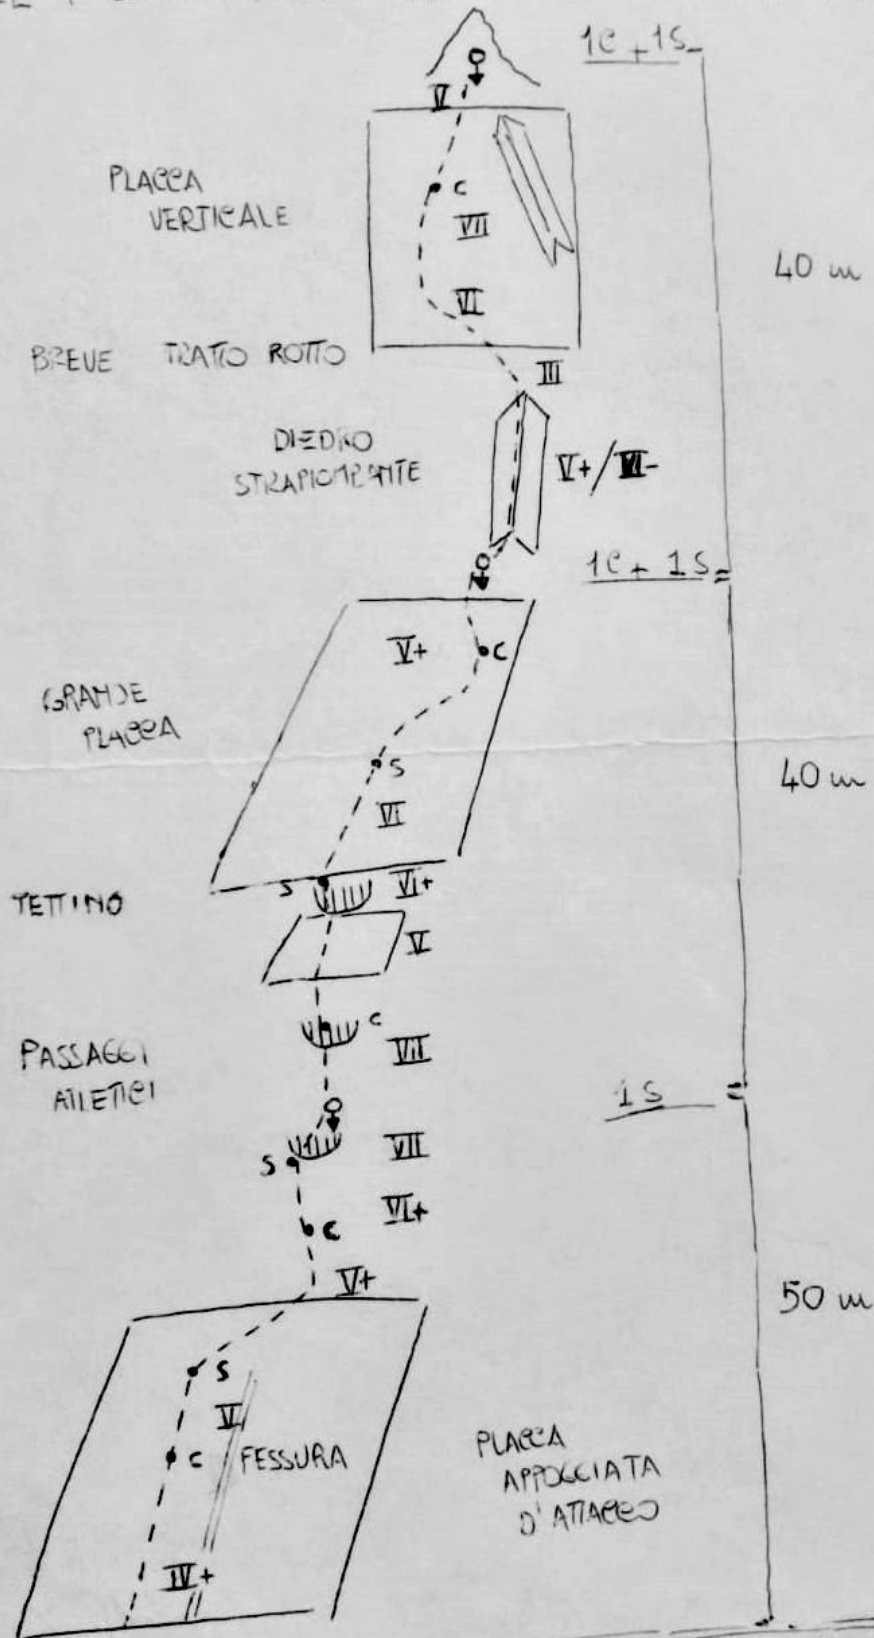 1C + 1S
V
PLACCA
VERTICALE
C
VII
40 m
VI
BREVE TRATTO ROTTO
III
DIEDRO
STRAPIOMBANTE
V+/VI-
1C + 1S
V+
C
GRANDE
PLACCA
S
40 m
VI
S
VI+
TETTINO
V
C
PASSAGGI
ATLETICI
VII
1S
VII
S
VI+
C
V+
50 m
S
V
C
FESSURA
PLACCA
APPOGGIATA
D'ATTACCO
IV+